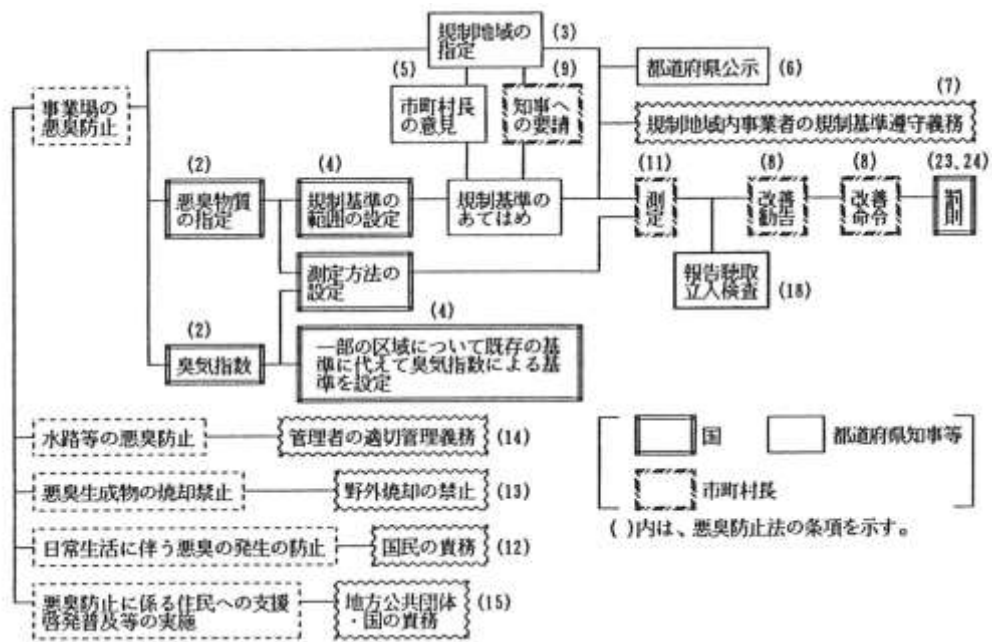 規制地域の
指定
(3)
(5)
(9)
都道府県公示
(6)
市町村長
の意見
知事へ
の要請
事業場の
悪臭防止
(7)
規制地域内事業者の規制基準遵守義務
(2)
(4)
(11)
(8)
(8)
(23、24)
悪臭物質
の指定
規制基準の
範囲の設定
規制基準の
あてはめ
測
定
改善
勧告
改善
命令
罰
則
測定方法の
設定
報告聴取
立入検査
(18)
(2)
(4)
臭気指数
一部の区域について既存の基
準に代えて臭気指数による基
準を設定
水路等の悪臭防止
管理者の適切管理義務
(14)
悪臭生成物の焼却禁止
野外焼却の禁止
(13)
日常生活に伴う悪臭の発生の防止
国民の責務
(12)
悪臭防止に係る住民への支援
啓発普及等の実施
地方公共団体
・国の責務
(15)
国
都道府県知事等
市町村長
( )内は、悪臭防止法の条項を示す。